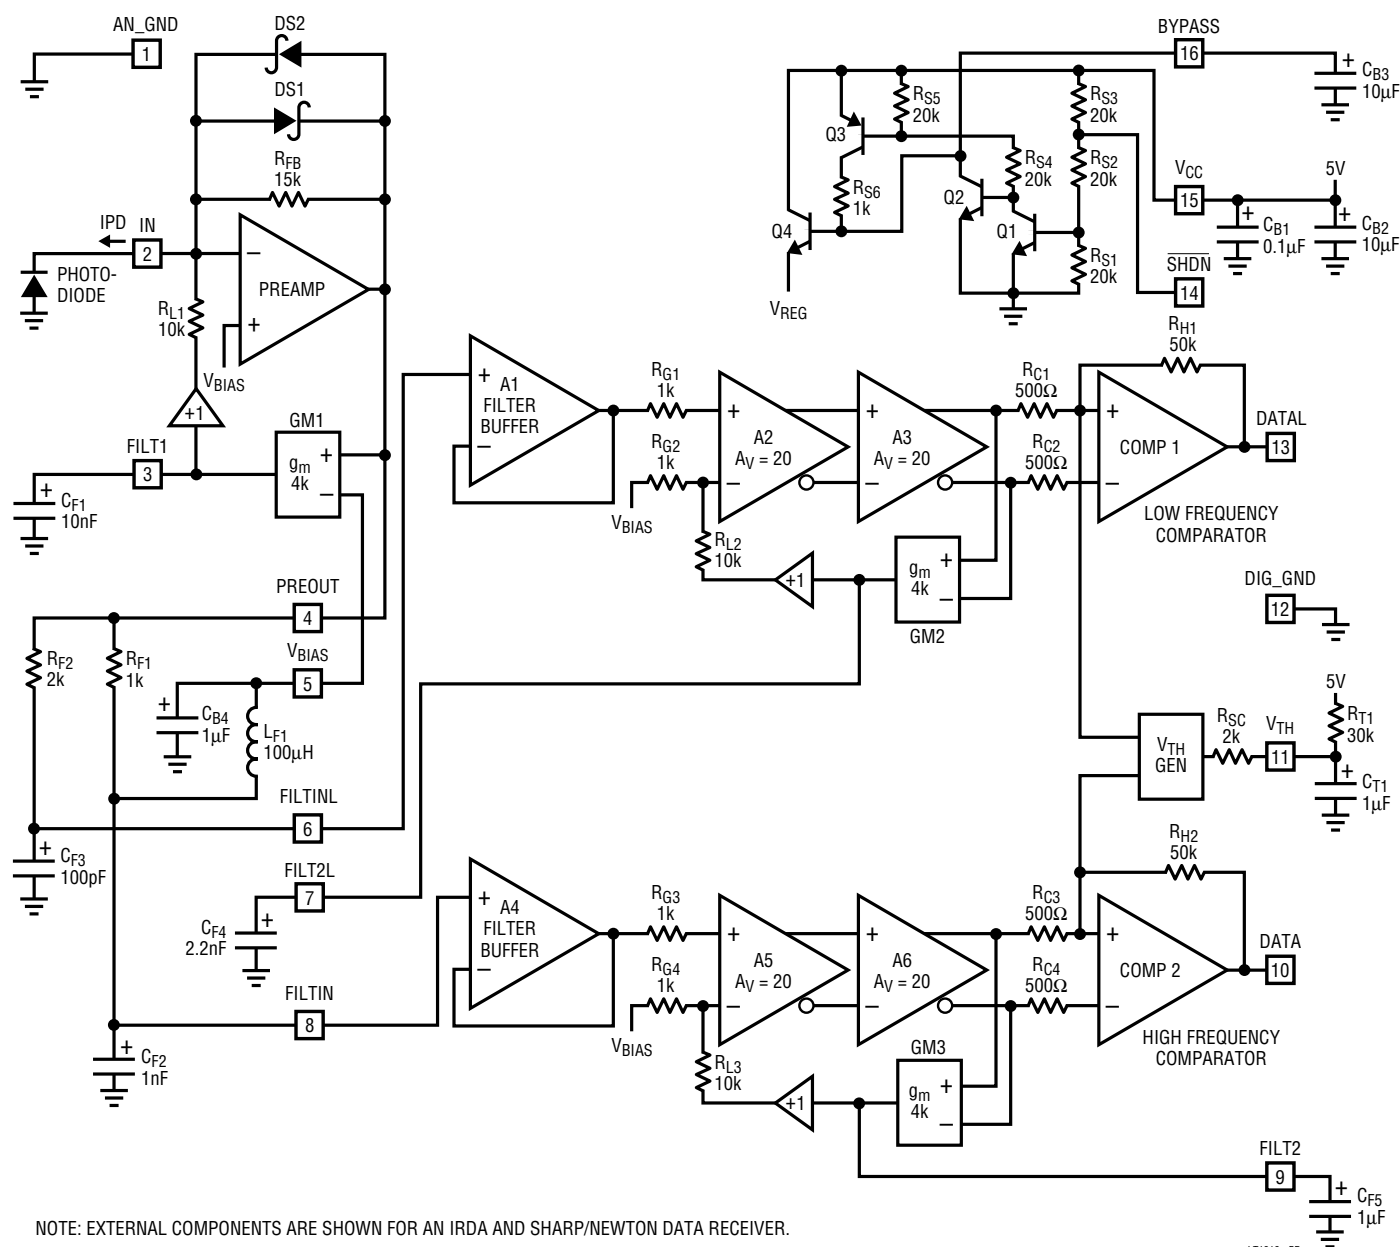 AN_GND
1
DS2
DS1
RFB
15k
IPD
IN
2
PHOTO-
DIODE
−
PREAMP
+
RL1
10k
VBIAS
+1
FILT1
3
GM1
gm
4k
+
−
+
CF1
10nF
PREOUT
4
RF2
2k
RF1
1k
VBIAS
5
+
CB4
1µF
LF1
100µH
FILTINL
6
+
CF3
100pF
FILT2L
7
+
CF4
2.2nF
FILTIN
8
+
CF2
1nF
BYPASS
16
+
CB3
10µF
RS5
20k
RS3
20k
Q3
RS4
20k
RS2
20k
RS6
1k
Q2
Q1
Q4
RS1
20k
VREG
VCC
15
5V
+
CB1
0.1µF
+
CB2
10µF
SHDN
14
+
A1
FILTER
BUFFER
−
RG1
1k
RG2
1k
VBIAS
+
A2
AV = 20
−
+
A3
AV = 20
−
RC1
500Ω
RC2
500Ω
RH1
50k
+
COMP 1
−
DATAL
13
LOW FREQUENCY
COMPARATOR
RL2
10k
+1
gm
4k
+
−
GM2
DIG_GND
12
VTH
GEN
RSC
2k
VTH
11
5V
RT1
30k
+
CT1
1µF
+
A4
FILTER
BUFFER
−
RG3
1k
RG4
1k
VBIAS
+
A5
AV = 20
−
+
A6
AV = 20
−
RC3
500Ω
RC4
500Ω
RH2
50k
+
COMP 2
−
DATA
10
HIGH FREQUENCY
COMPARATOR
RL3
10k
+1
GM3
gm
4k
+
−
FILT2
9
+
CF5
1µF
NOTE: EXTERNAL COMPONENTS ARE SHOWN FOR AN IRDA AND SHARP/NEWTON DATA RECEIVER.